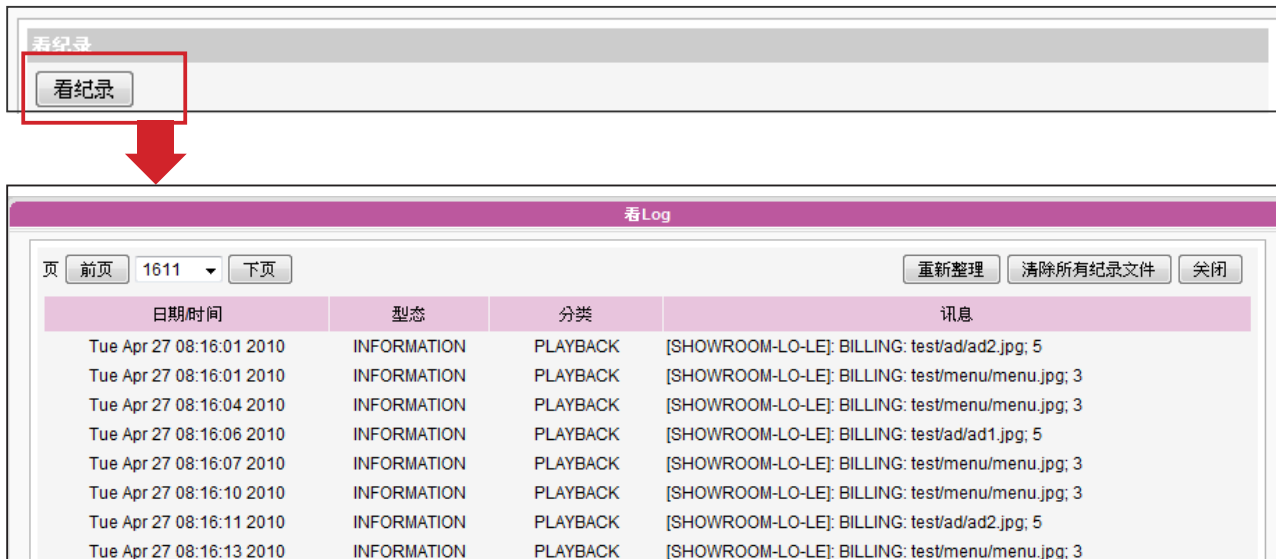 看纪录
看纪录
看Log
页 前页 1611 下页 重新整理 清除所有纪录文件 关闭
日期/时间 型态 分类 讯息
Tue Apr 27 08:16:01 2010 INFORMATION PLAYBACK [SHOWROOM-LO-LE]: BILLING: test/ad/ad2.jpg; 5
Tue Apr 27 08:16:01 2010 INFORMATION PLAYBACK [SHOWROOM-LO-LE]: BILLING: test/menu/menu.jpg; 3
Tue Apr 27 08:16:04 2010 INFORMATION PLAYBACK [SHOWROOM-LO-LE]: BILLING: test/menu/menu.jpg; 3
Tue Apr 27 08:16:06 2010 INFORMATION PLAYBACK [SHOWROOM-LO-LE]: BILLING: test/ad/ad1.jpg; 5
Tue Apr 27 08:16:07 2010 INFORMATION PLAYBACK [SHOWROOM-LO-LE]: BILLING: test/menu/menu.jpg; 3
Tue Apr 27 08:16:10 2010 INFORMATION PLAYBACK [SHOWROOM-LO-LE]: BILLING: test/menu/menu.jpg; 3
Tue Apr 27 08:16:11 2010 INFORMATION PLAYBACK [SHOWROOM-LO-LE]: BILLING: test/ad/ad2.jpg; 5
Tue Apr 27 08:16:13 2010 INFORMATION PLAYBACK [SHOWROOM-LO-LE]: BILLING: test/menu/menu.jpg; 3